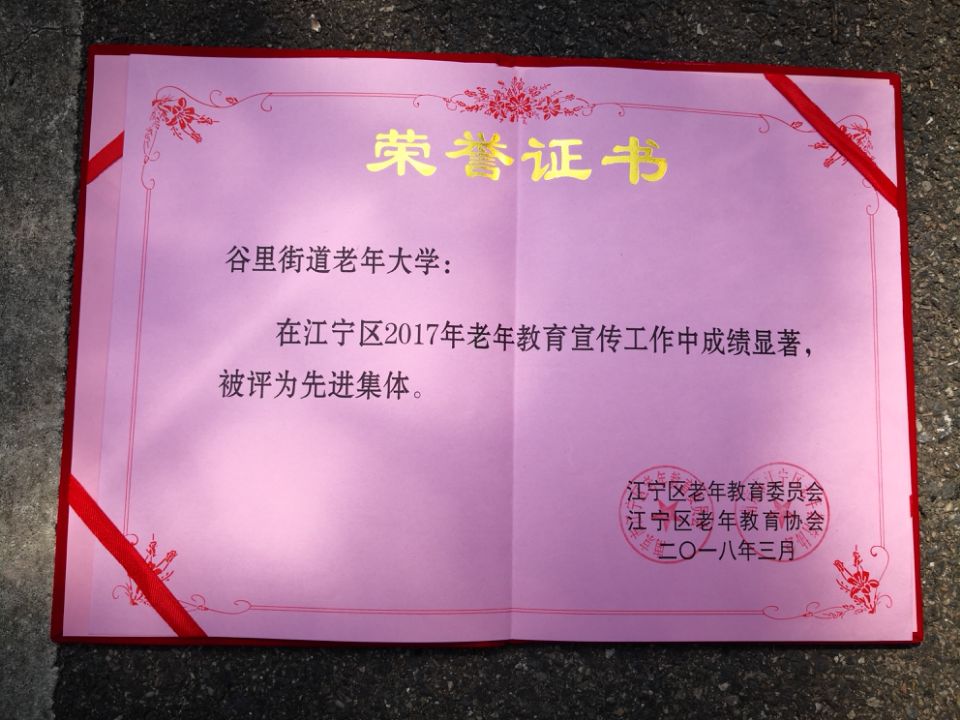 荣誉证书
谷里街道老年大学：
在江宁区2017年老年教育宣传工作中成绩显著，
被评为先进集体。
江宁区老年教育委员会
江宁区老年教育协会
二〇一八年三月